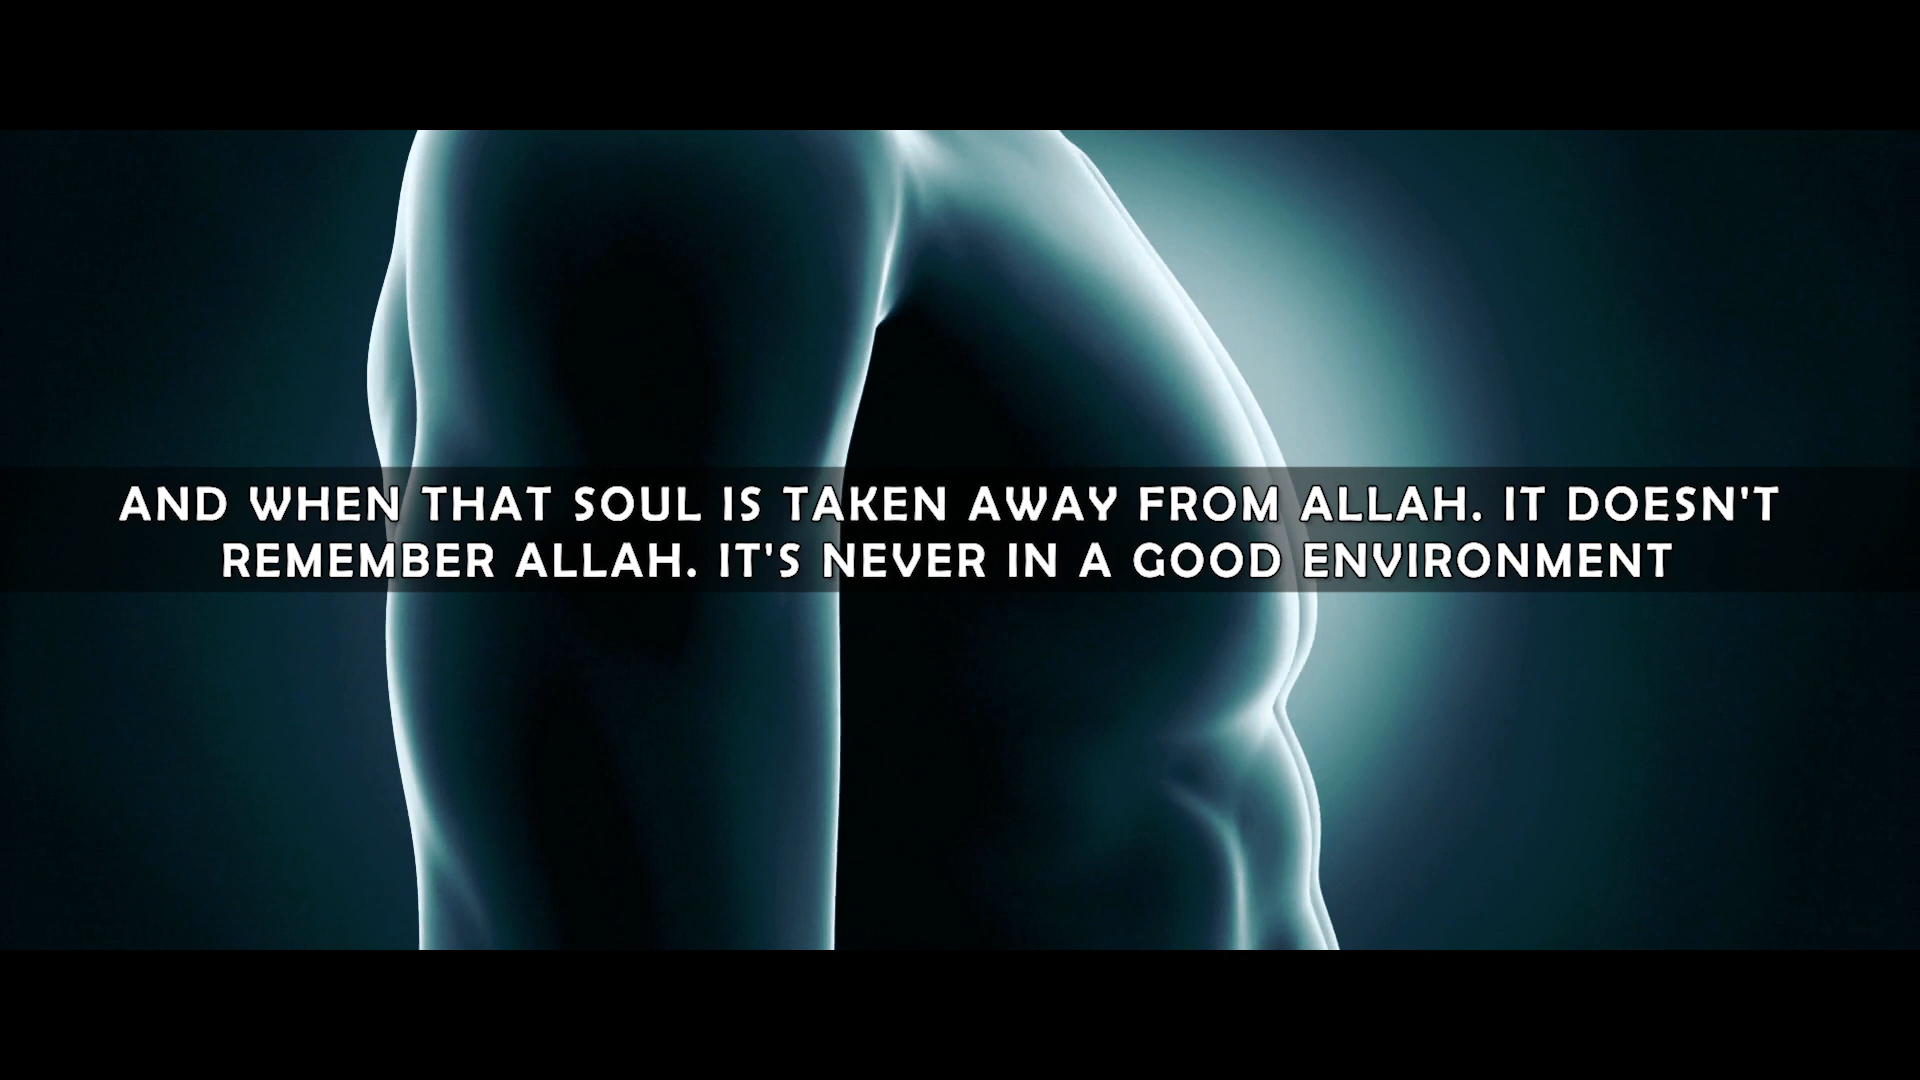 AND WHEN THAT SOUL IS TAKEN AWAY FROM ALLAH. IT DOESN'T
REMEMBER ALLAH. IT'S NEVER IN A GOOD ENVIRONMENT